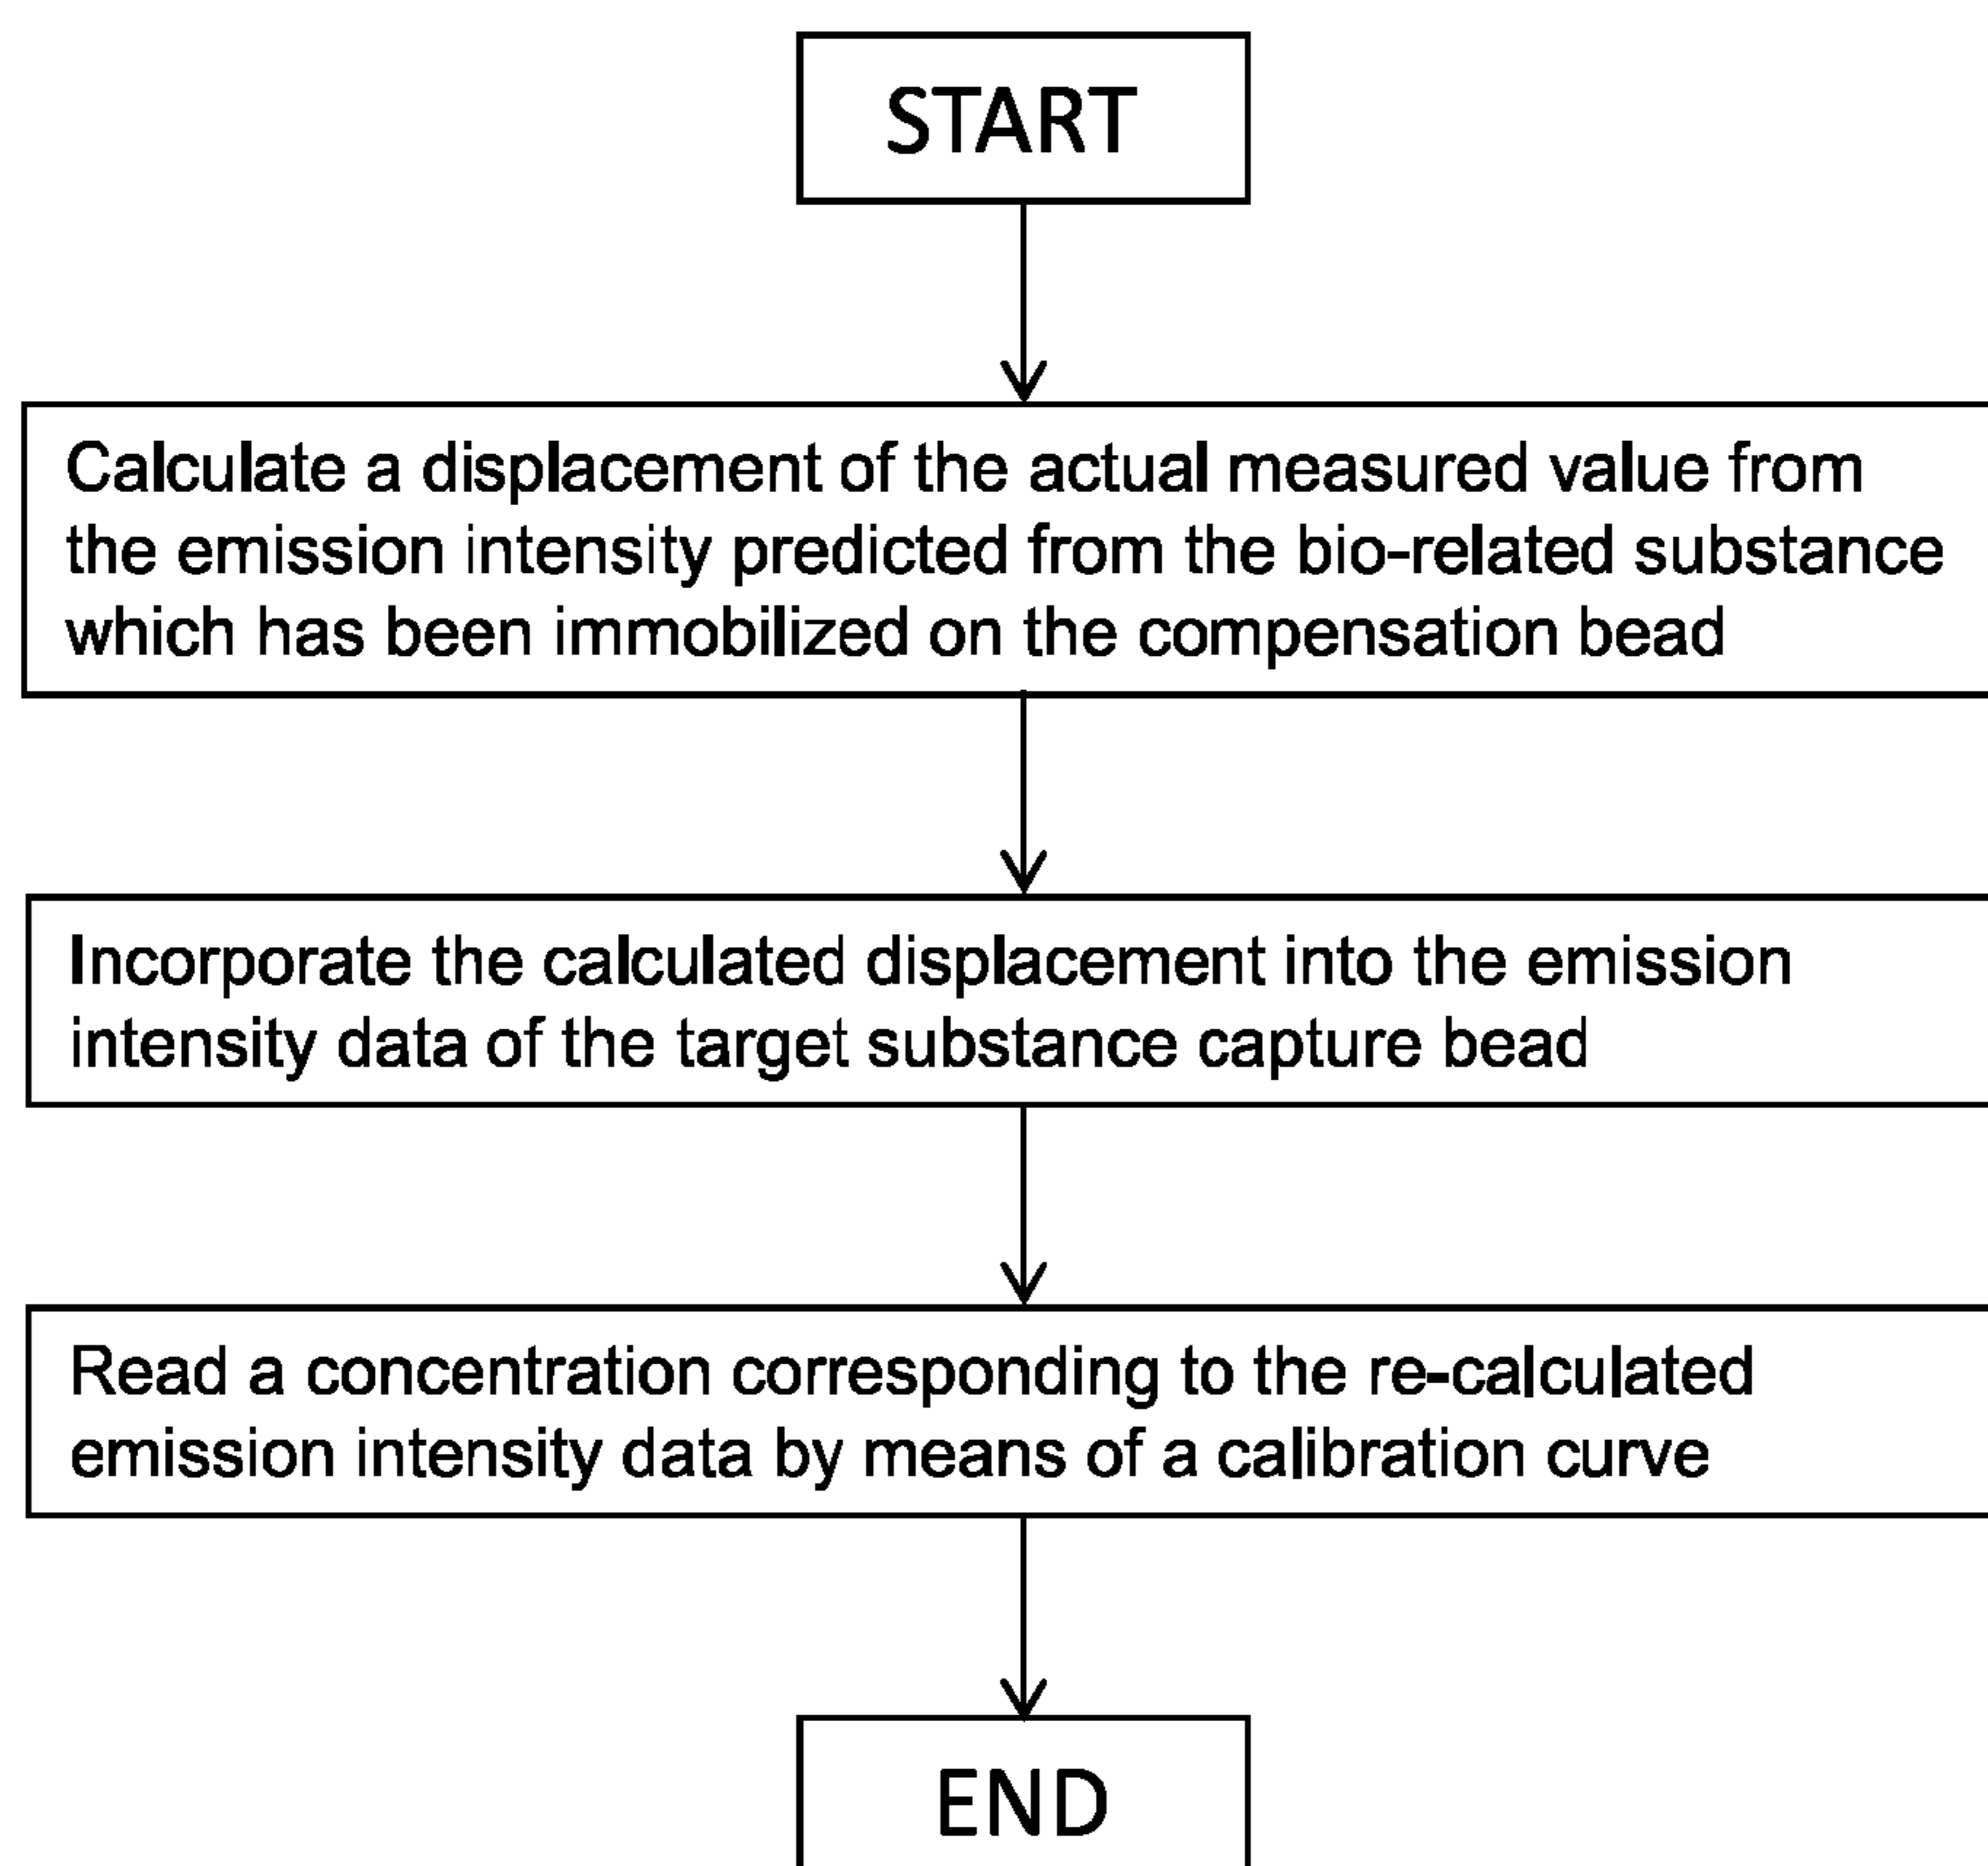 START
Calculate a displacement of the actual measured value from
the emission intensity predicted from the bio-related substance
which has been immobilized on the compensation bead
Incorporate the calculated displacement into the emission
intensity data of the target substance capture bead
Read a concentration corresponding to the re-calculated
emission intensity data by means of a calibration curve
END